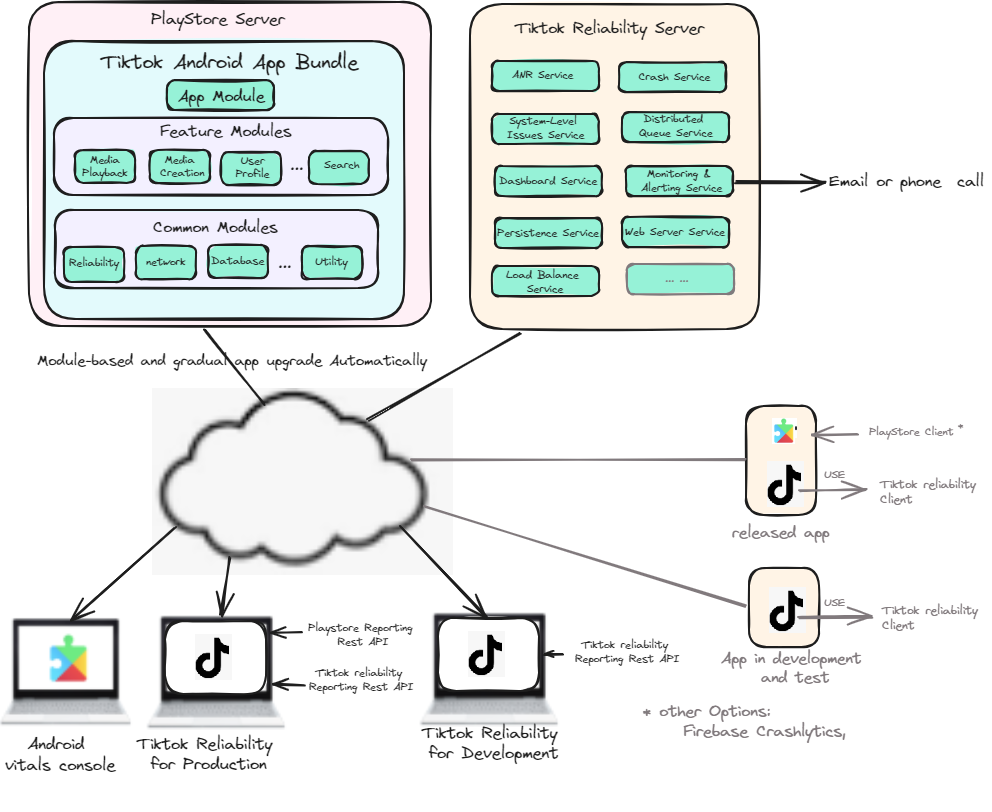 PlayStore Server
Tiktok Android App Bundle
App Module
Feature Modules
Media
Playback
Media
Creation
User
Profile
...
Search
Common Modules
Reliability
network
Database
...
Utility
Tiktok Reliability Server
ANR Service
Crash Service
System-Level
Issues Service
Distributed
Queue Service
Dashboard Service
Monitoring &
Alerting Service
Email or phone call
Persistence Service
Web Server Service
Load Balance
Service
... ...
Module-based and gradual app upgrade Automatically
PlayStore Client *
USE
Tiktok reliability
Client
released app
USE
Tiktok reliability
Client
App in development
and test
* other Options:
Firebase Crashlytics,
Playstore Reporting
Rest API
Tiktok reliability
Reporting Rest API
Tiktok reliability
Reporting Rest API
Android
vitals console
Tiktok Reliability
for Production
Tiktok Reliability
for Development